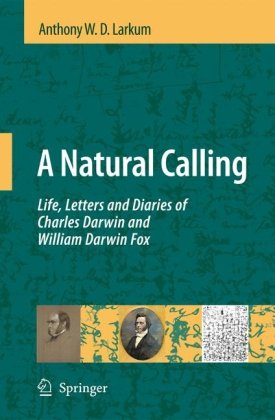 Anthony W. D. Larkum
A Natural Calling
Life, Letters and Diaries of
Charles Darwin and
William Darwin Fox
Springer